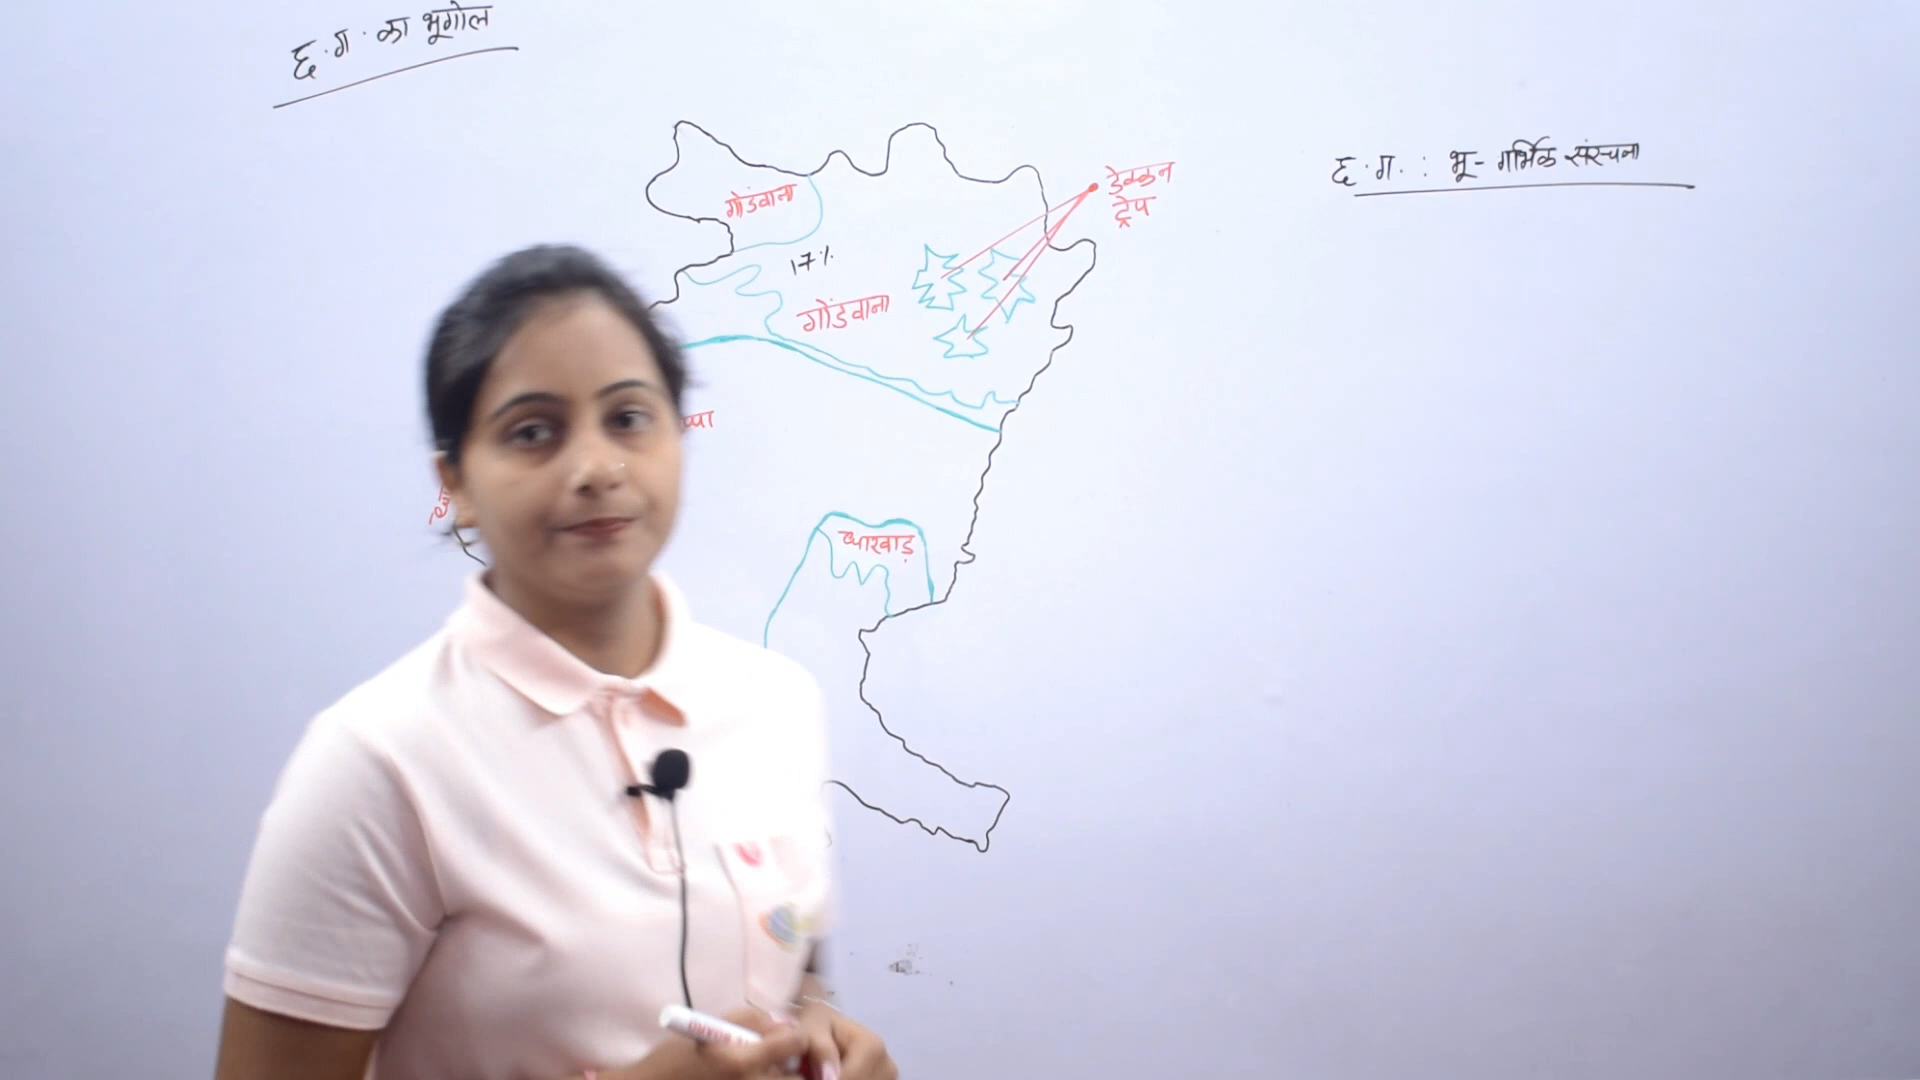 छ.ग. का भूगोल
छ.ग. : भू-गर्भिक संरचना
डेक्कन
ट्रेप
गोंडवाना
17%
गोंडवाना
प्पा
धारवाड़